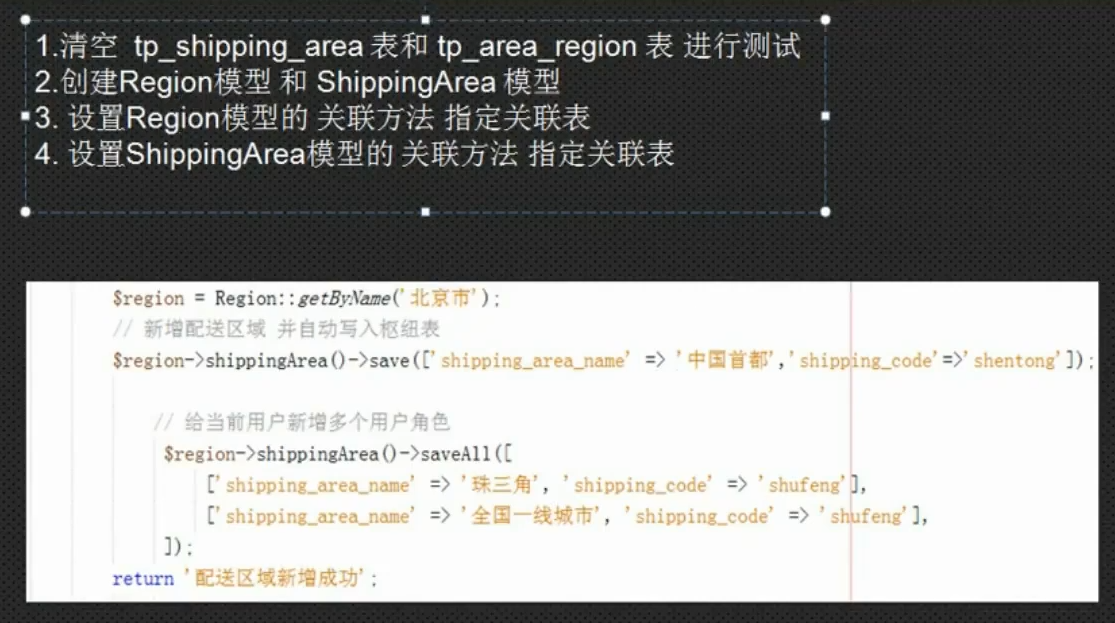 1.清空 tp_shipping_area 表和 tp_area_region 表 进行测试
2.创建Region模型 和 ShippingArea 模型
3. 设置Region模型的 关联方法 指定关联表
4. 设置ShippingArea模型的 关联方法 指定关联表
$region = Region::getByName('北京市');
// 新增配送区域 并自动写入枢纽表
$region->shippingArea()->save(['shipping_area_name' => '中国首都','shipping_code'=>'shentong']);
// 给当前用户新增多个用户角色
$region->shippingArea()->saveAll([
['shipping_area_name' => '珠三角', 'shipping_code' => 'shufeng'],
['shipping_area_name' => '全国一线城市', 'shipping_code' => 'shufeng'],
]);
return '配送区域新增成功';